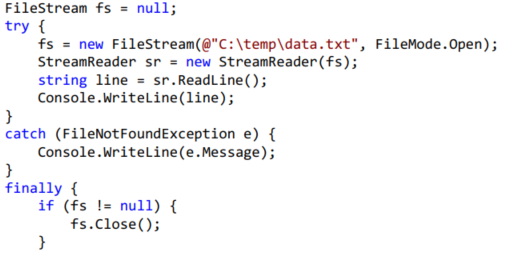 FileStream fs = null;
try {
    fs = new FileStream(@"C:\temp\data.txt", FileMode.Open);
    StreamReader sr = new StreamReader(fs);
    string line = sr.ReadLine();
    Console.WriteLine(line);
}
catch (FileNotFoundException e) {
    Console.WriteLine(e.Message);
}
finally {
    if (fs != null) {
        fs.Close();
    }